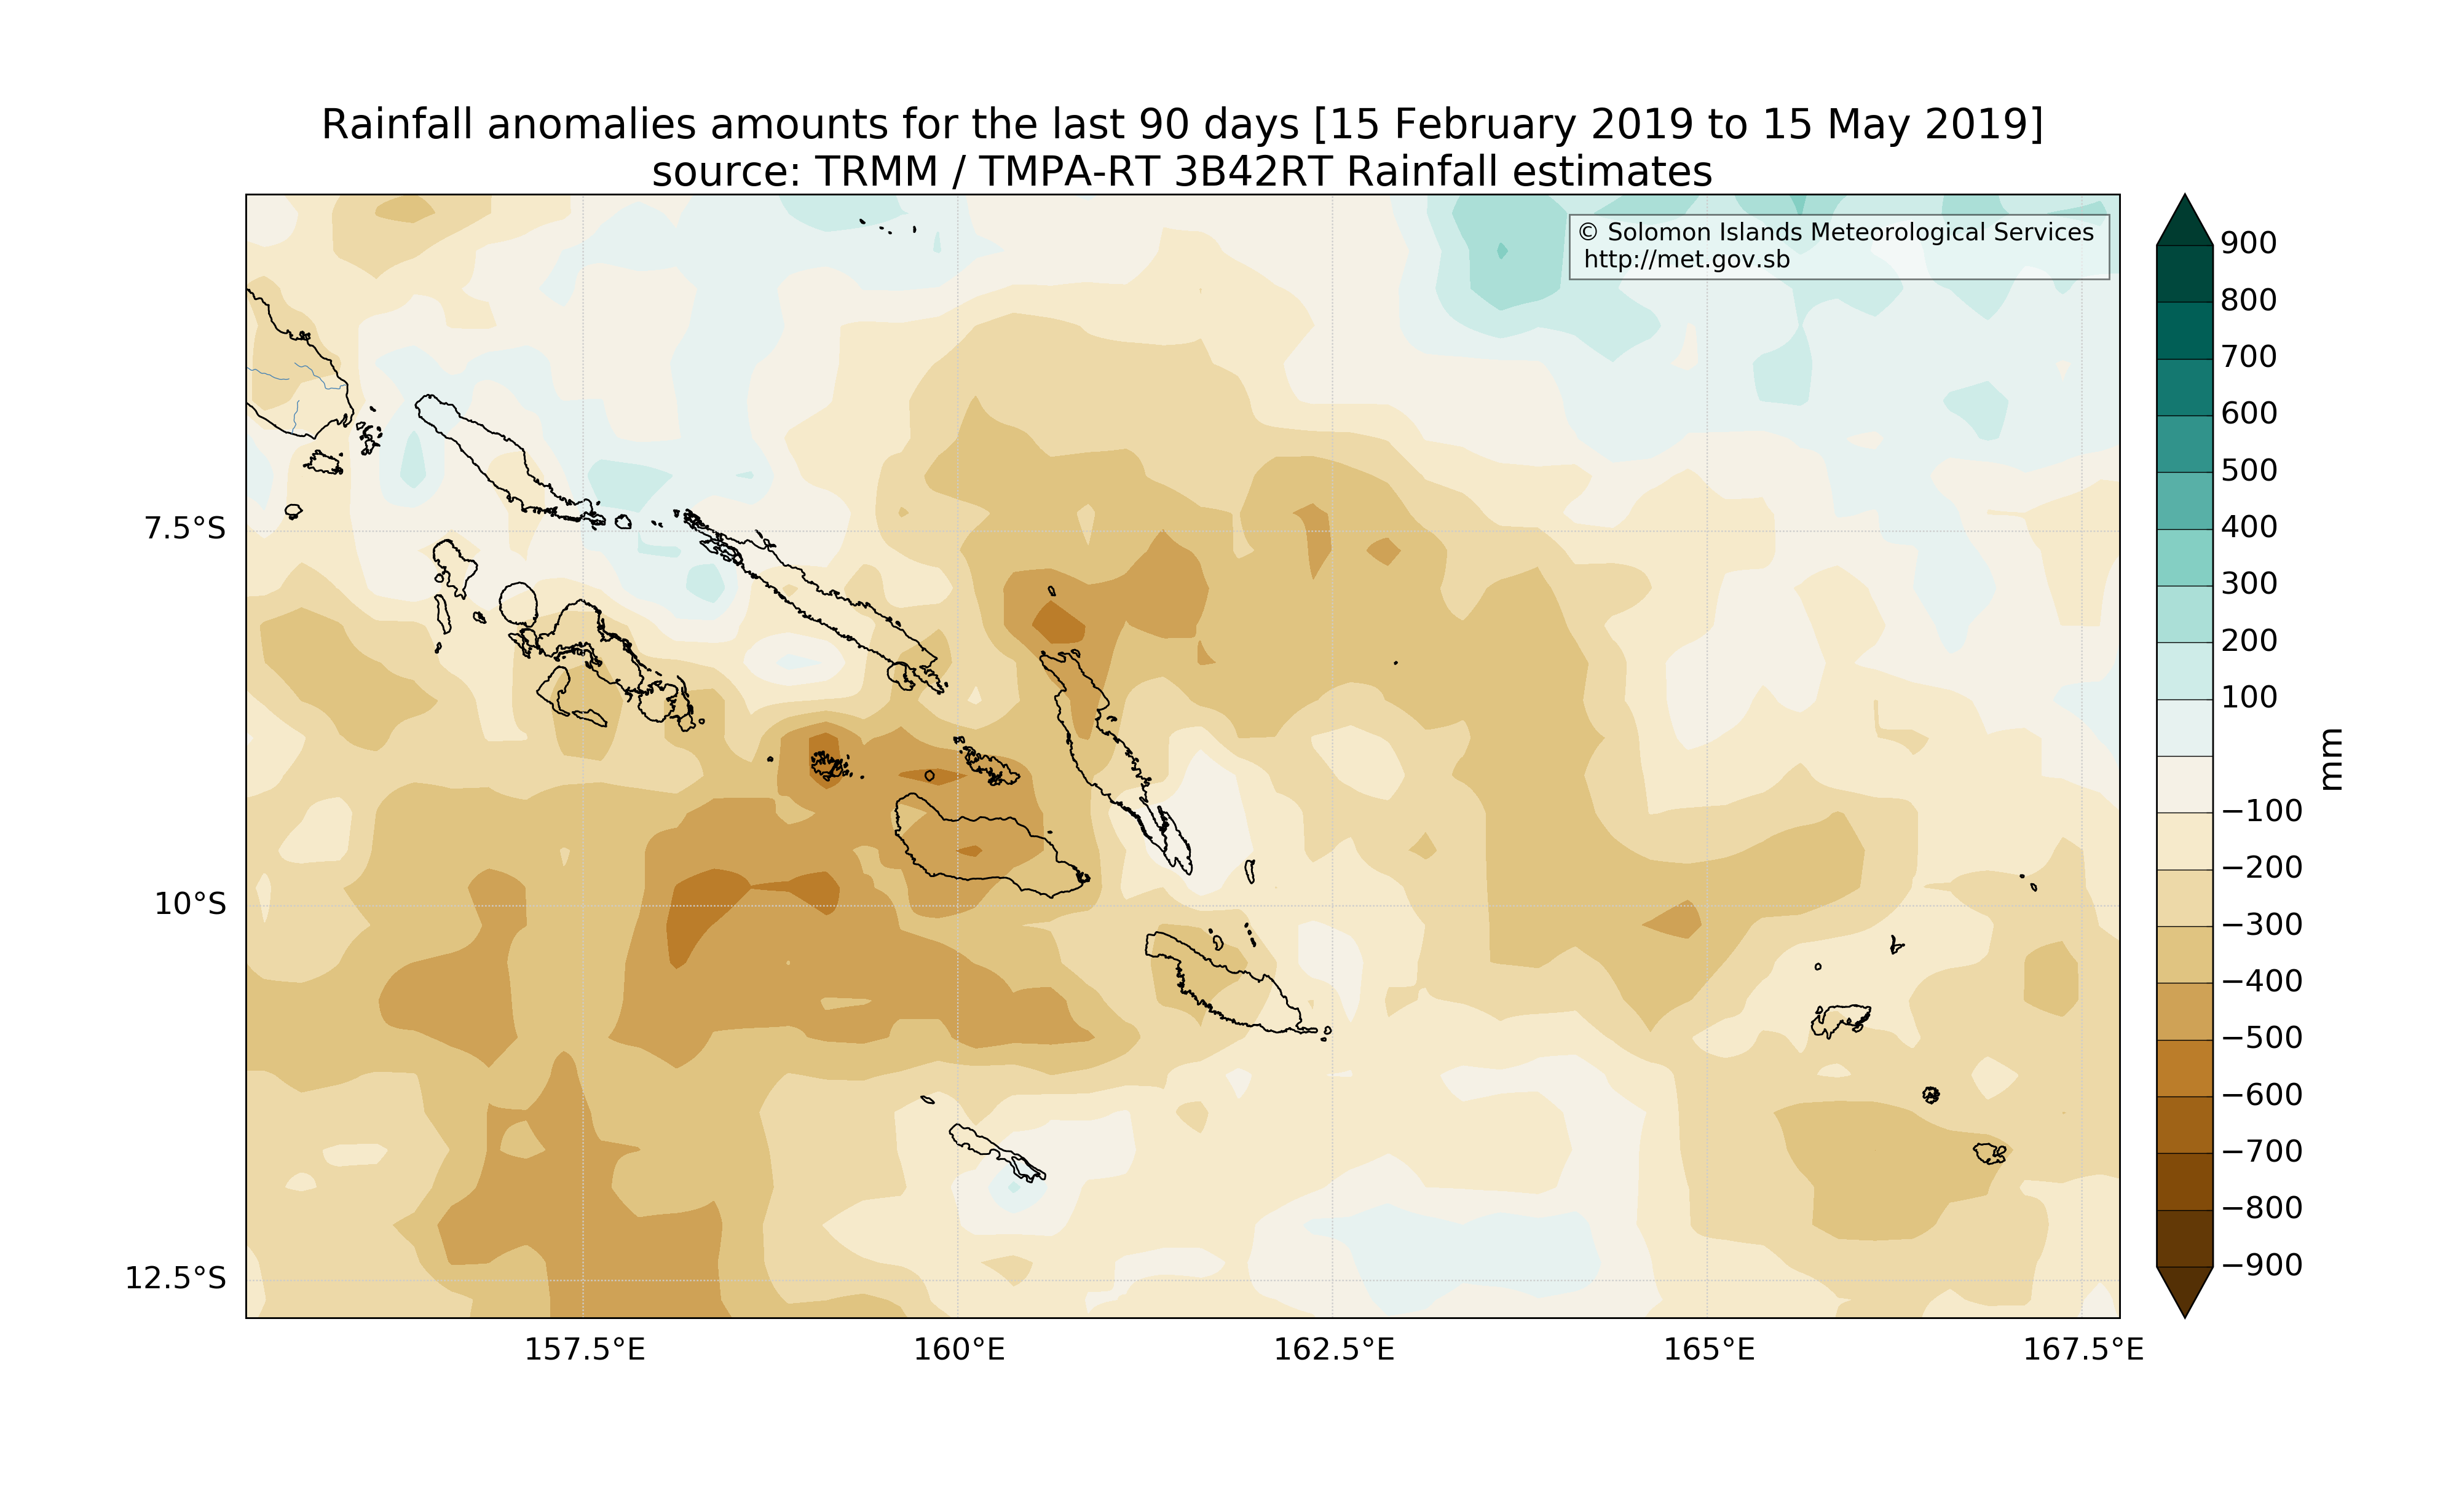 Rainfall anomalies amounts for the last 90 days [15 February 2019 to 15 May 2019]
source: TRMM / TMPA-RT 3B42RT Rainfall estimates
© Solomon Islands Meteorological Services
http://met.gov.sb
7.5°S
10°S
12.5°S
157.5°E
160°E
162.5°E
165°E
167.5°E
900
800
700
600
500
400
300
200
100
−100
−200
−300
−400
−500
−600
−700
−800
−900
mm